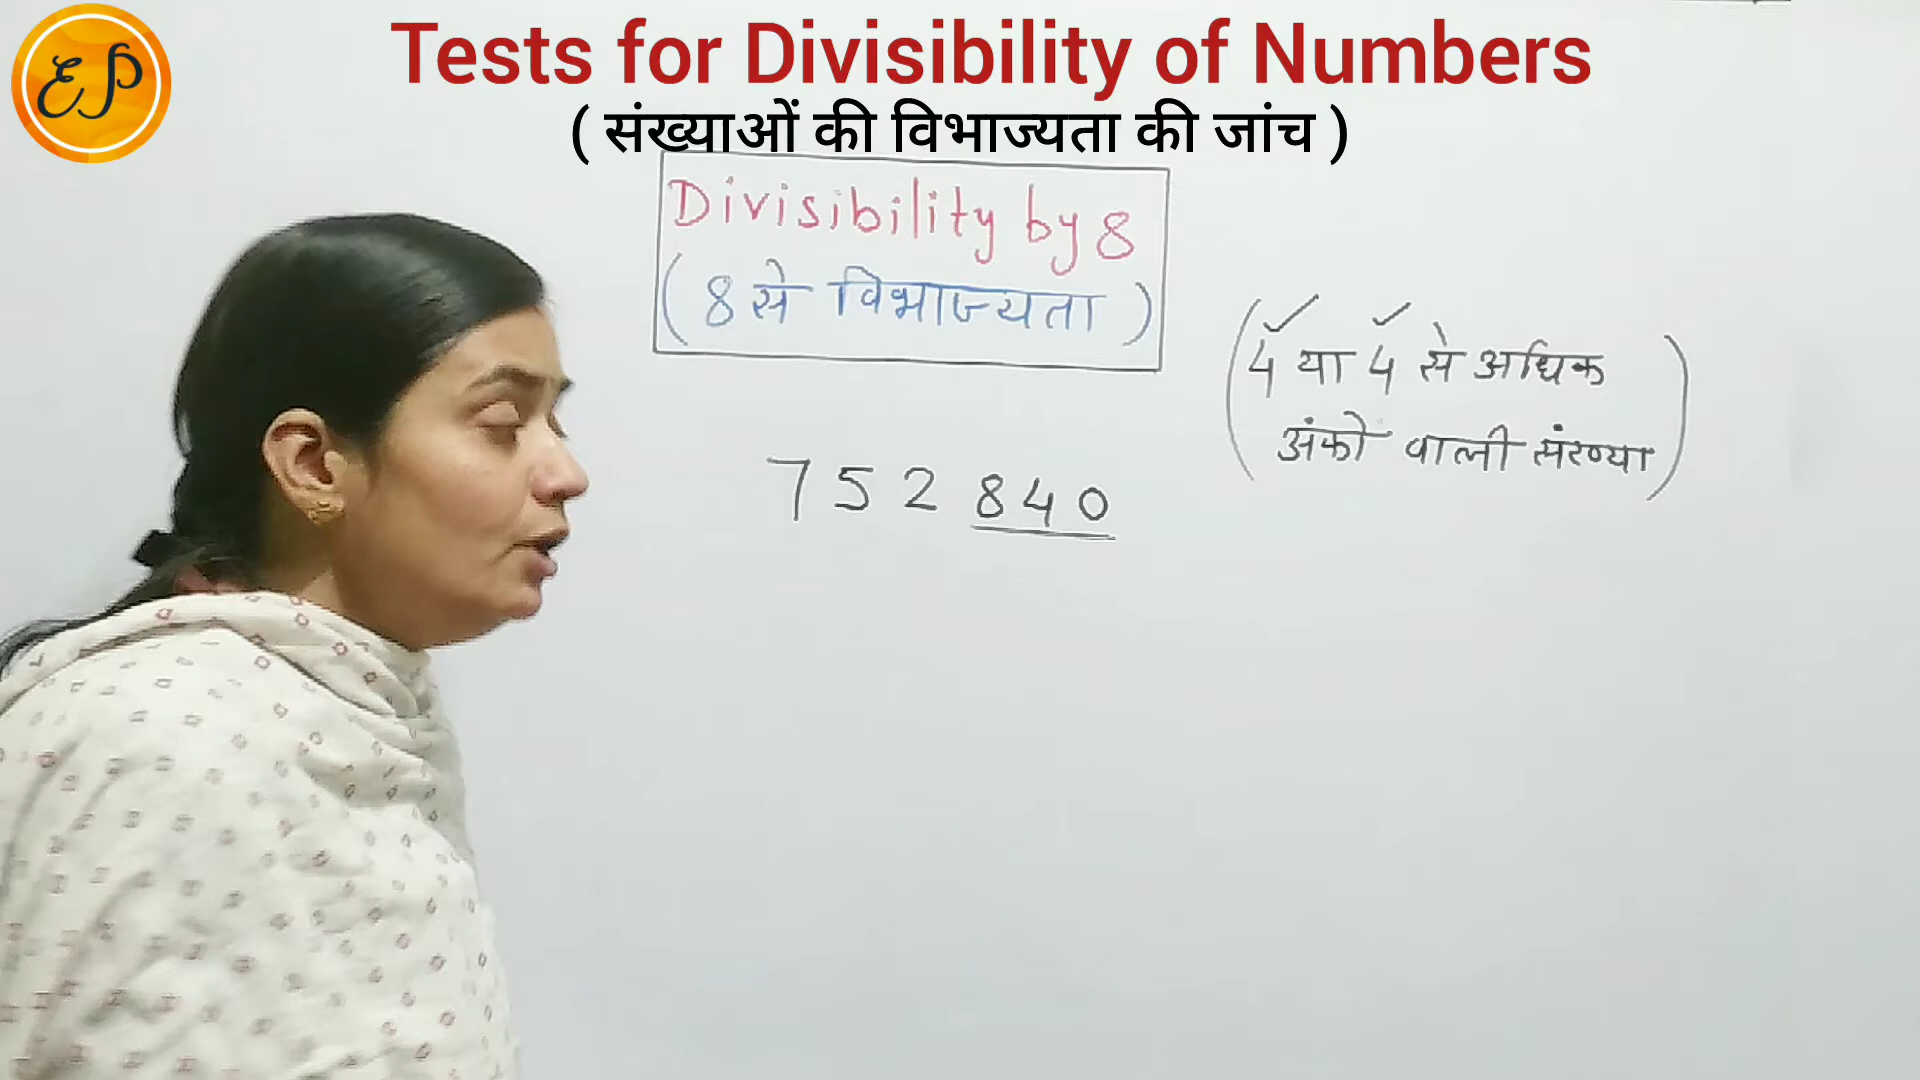 EP
Tests for Divisibility of Numbers
( संख्याओं की विभाज्यता की जांच )
Divisibility by 8
( 8 से विभाज्यता )
( 4 या 4 से अधिक
अंको वाली संख्या )
7 5 2 8 4 0